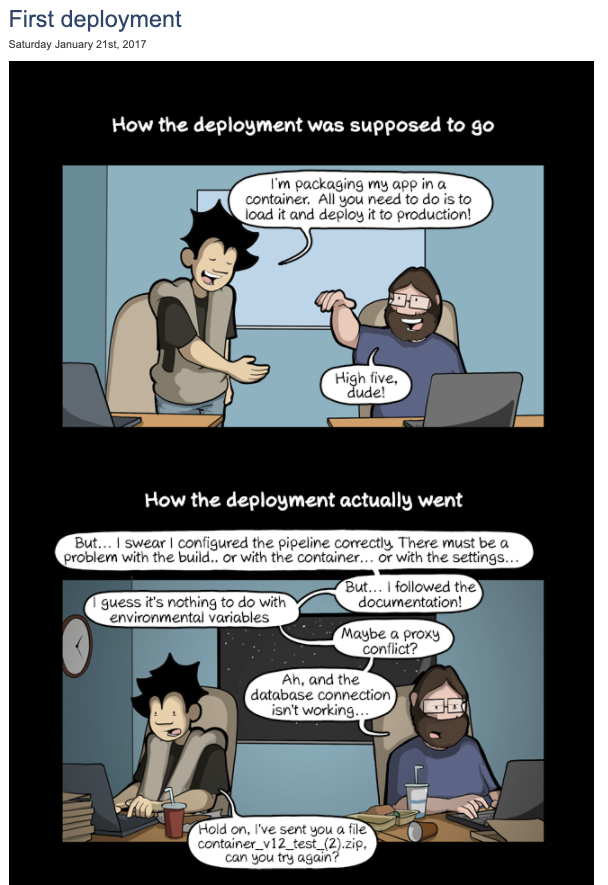 First deployment
Saturday January 21st, 2017
How the deployment was supposed to go
I'm packaging my app in a
container. All you need to do is to
load it and deploy it to production!
High five,
dude!
How the deployment actually went
But... I swear I configured the pipeline correctly. There must be a
problem with the build.. or with the container... or with the settings...
But... I followed the
documentation!
I guess it's nothing to do with
environmental variables
Maybe a proxy
conflict?
Ah, and the
database connection
isn't working...
Hold on, I've sent you a file
container_v12_test_(2).zip,
can you try again?